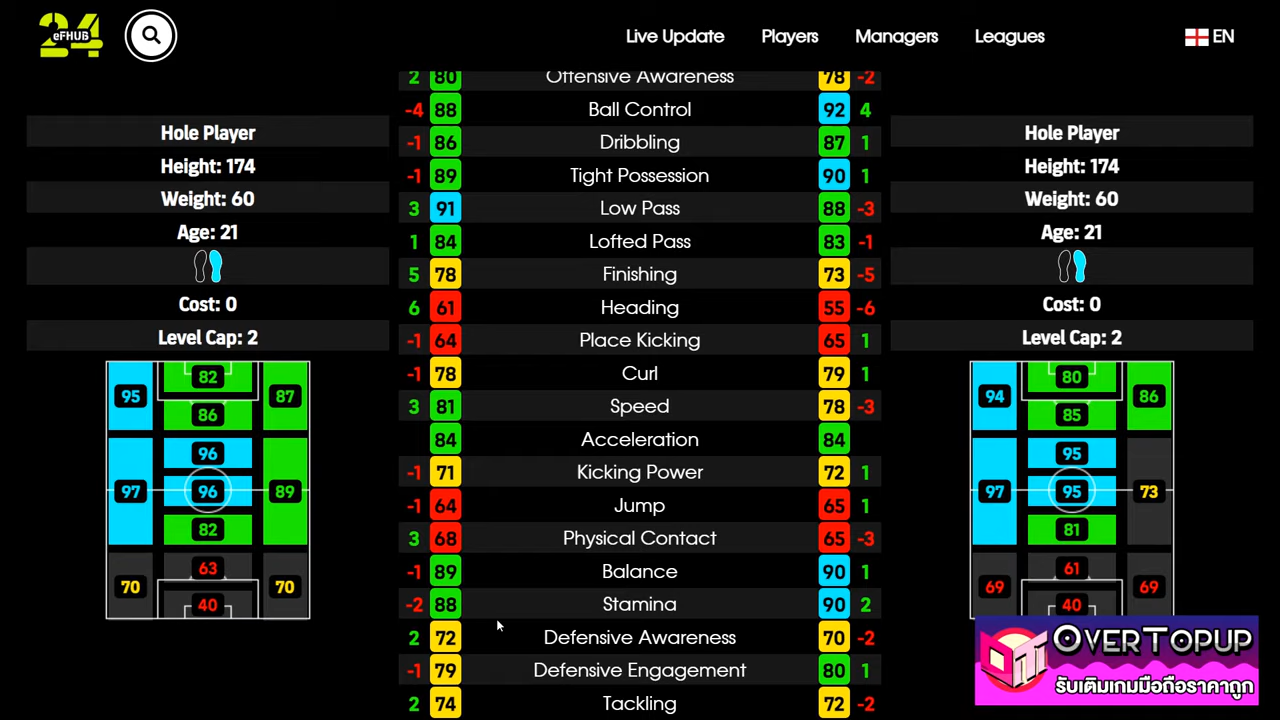 24
eFHUB
Live Update
Players
Managers
Leagues
EN
Hole Player
Height: 174
Weight: 60
Age: 21
Cost: 0
Level Cap: 2
95 82 87
86
96
97 96 89
82
63
70 70
40
2 80 Offensive Awareness 78 -2
-4 88 Ball Control 92 4
-1 86 Dribbling 87 1
-1 89 Tight Possession 90 1
3 91 Low Pass 88 -3
1 84 Lofted Pass 83 -1
5 78 Finishing 73 -5
6 61 Heading 55 -6
-1 64 Place Kicking 65 1
-1 78 Curl 79 1
3 81 Speed 78 -3
84 Acceleration 84
-1 71 Kicking Power 72 1
-1 64 Jump 65 1
3 68 Physical Contact 65 -3
-1 89 Balance 90 1
-2 88 Stamina 90 2
2 72 Defensive Awareness 70 -2
-1 79 Defensive Engagement 80 1
2 74 Tackling 72 -2
Hole Player
Height: 174
Weight: 60
Age: 21
Cost: 0
Level Cap: 2
94 80 86
85
95
97 95 73
81
61
69 69
40
OVERTOPUP
รับเติมเกมมือถือราคาถูก